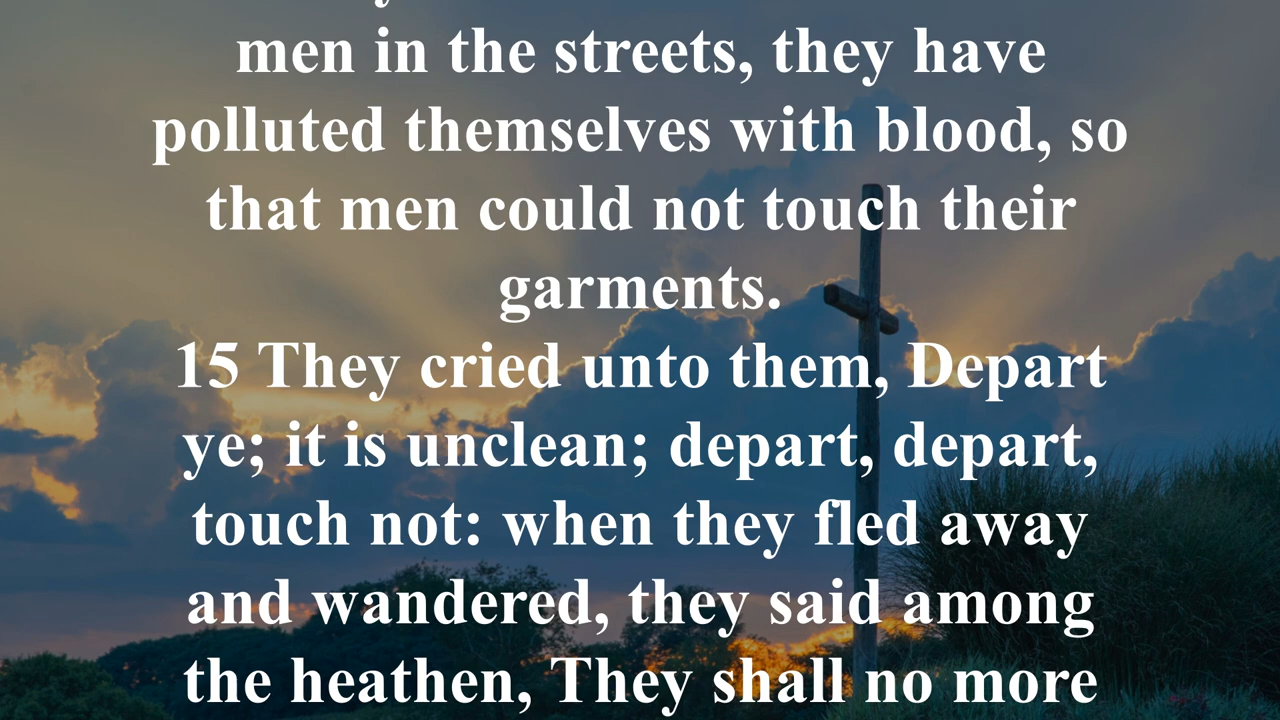 men in the streets, they have
polluted themselves with blood, so
that men could not touch their
garments.
15 They cried unto them, Depart
ye; it is unclean; depart, depart,
touch not: when they fled away
and wandered, they said among
the heathen, They shall no more